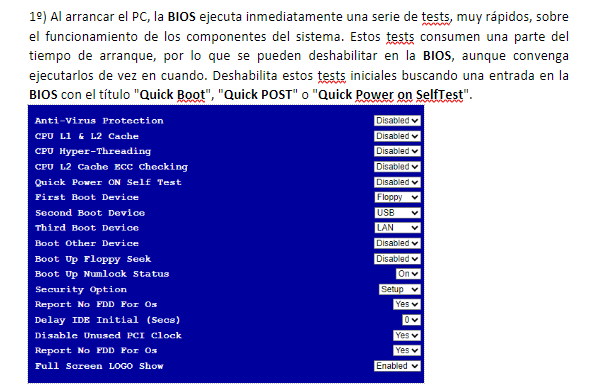 1º) Al arrancar el PC, la BIOS ejecuta inmediatamente una serie de tests, muy rápidos, sobre
el funcionamiento de los componentes del sistema. Estos tests consumen una parte del
tiempo de arranque, por lo que se pueden deshabilitar en la BIOS, aunque convenga
ejecutarlos de vez en cuando. Deshabilita estos tests iniciales buscando una entrada en la
BIOS con el título "Quick Boot", "Quick POST" o "Quick Power on SelfTest".
Anti-Virus Protection Disabled
CPU L1 & L2 Cache Disabled
CPU Hyper-Threading Disabled
CPU L2 Cache ECC Checking Disabled
Quick Power ON Self Test Disabled
First Boot Device Floppy
Second Boot Device USB
Third Boot Device LAN
Boot Other Device Disabled
Boot Up Floppy Seek Disabled
Boot Up Numlock Status On
Security Option Setup
Report No FDD For Os Yes
Delay IDE Initial (Secs) 0
Disable Unused PCI Clock Yes
Report No FDD For Os Yes
Full Screen LOGO Show Enabled